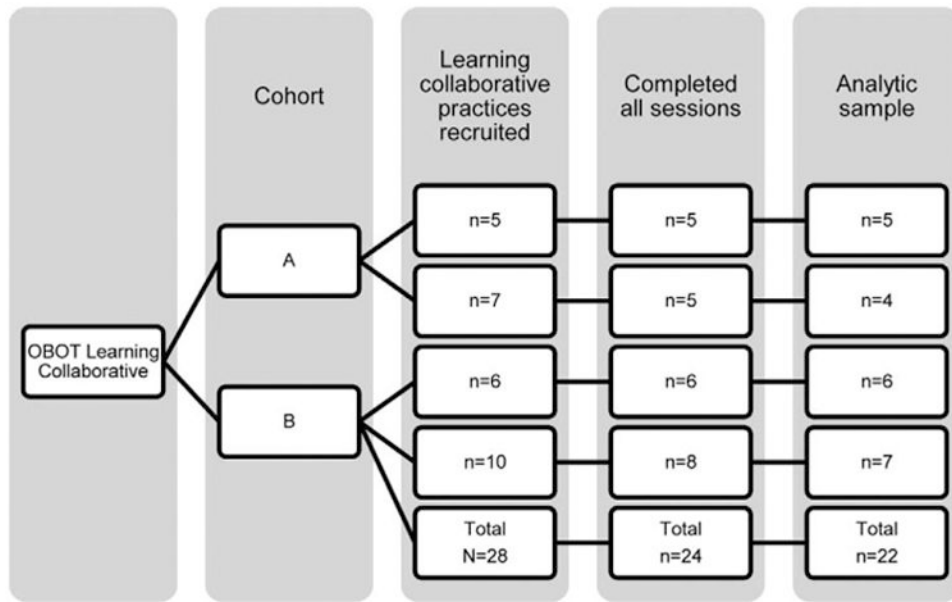 Cohort
Learning
collaborative
practices
recruited
Completed
all sessions
Analytic
sample
OBOT Learning
Collaborative
A
B
n=5
n=5
n=5
n=7
n=5
n=4
n=6
n=6
n=6
n=10
n=8
n=7
Total
N=28
Total
n=24
Total
n=22